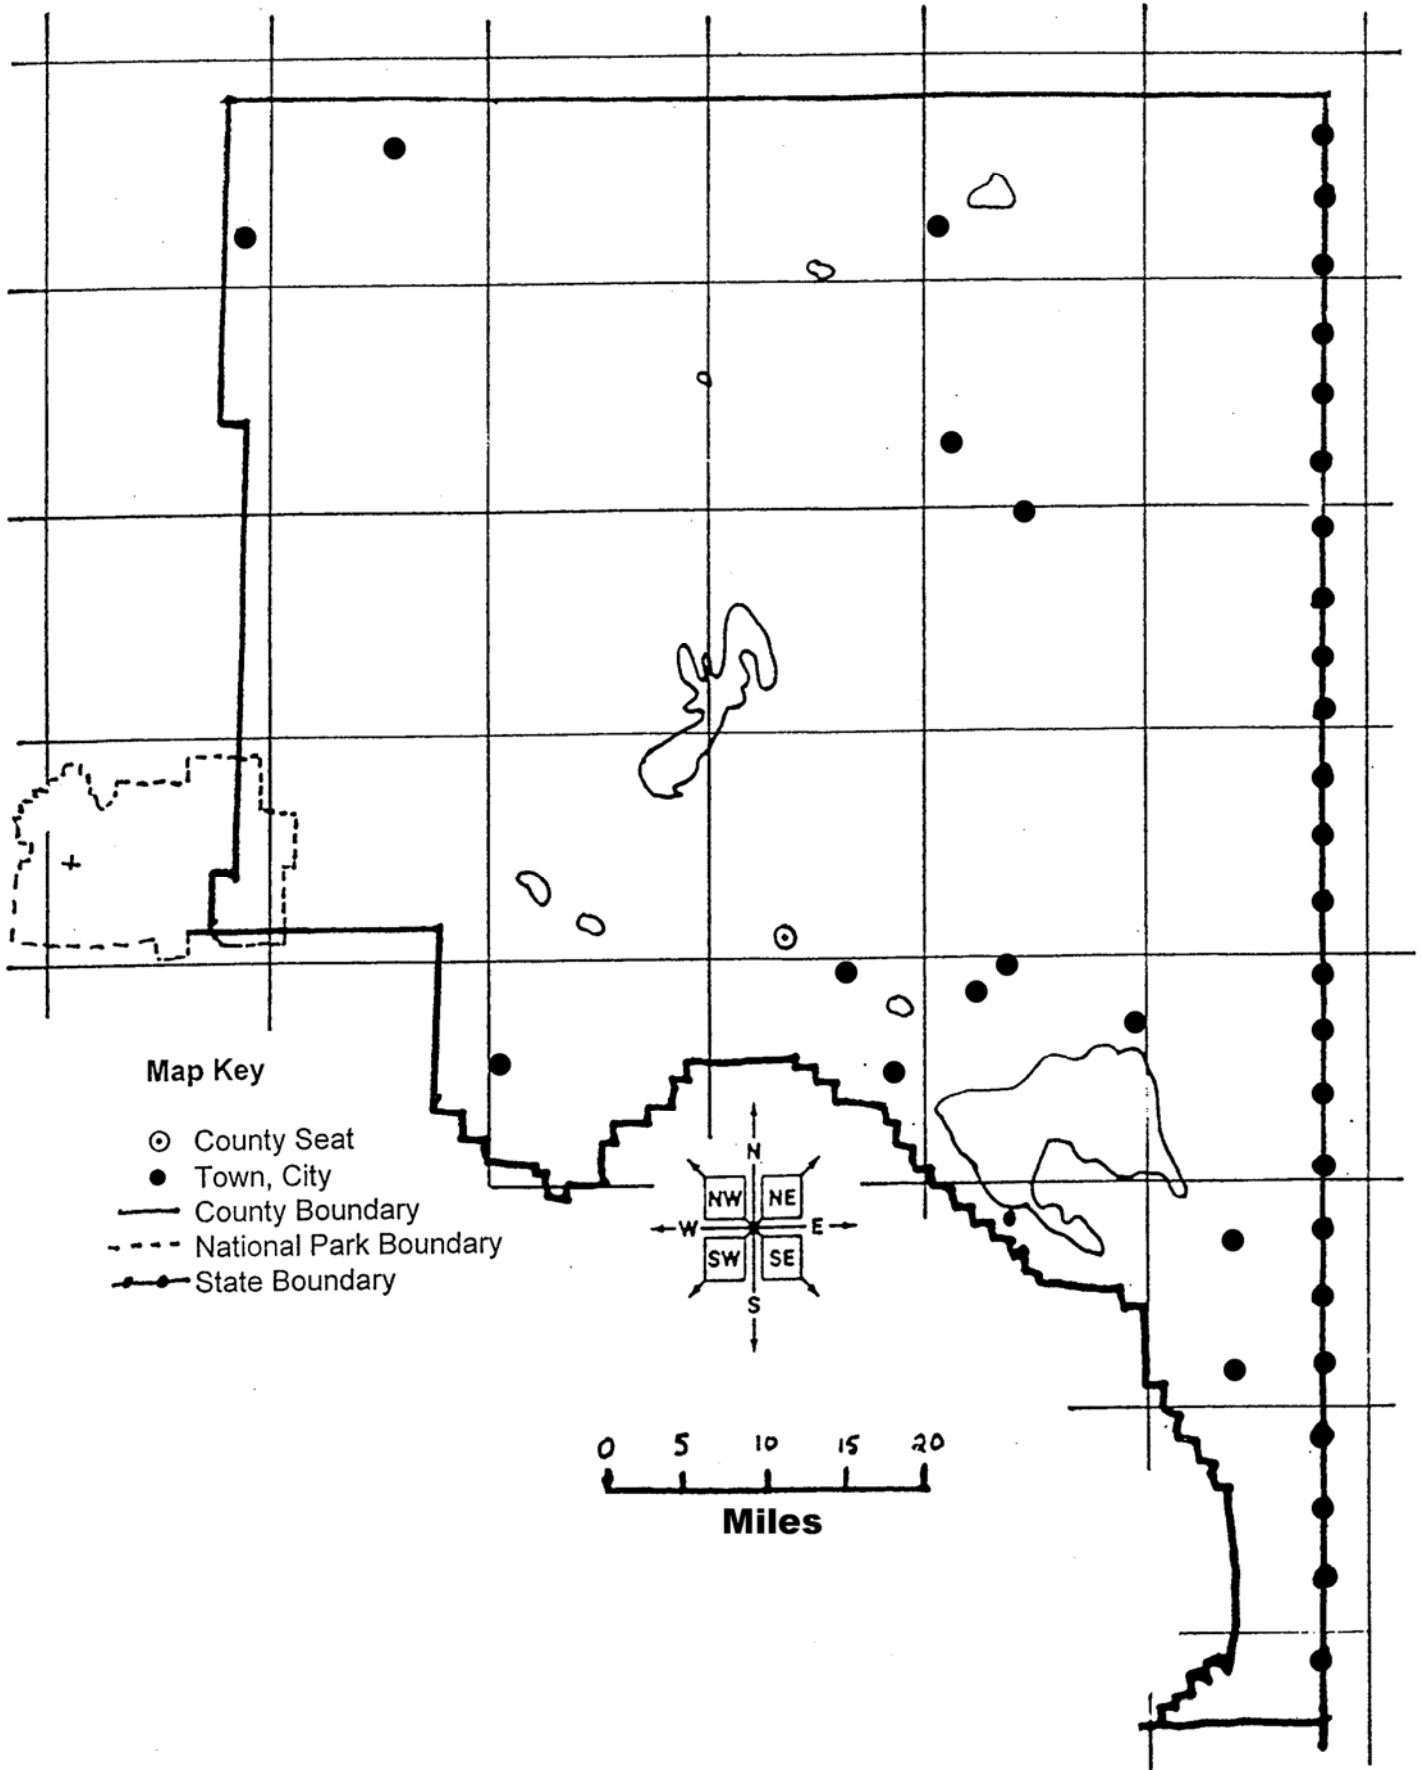 Map Key
County Seat
Town, City
County Boundary
National Park Boundary
State Boundary
N
NW NE
W E
SW SE
S
0 5 10 15 20
Miles